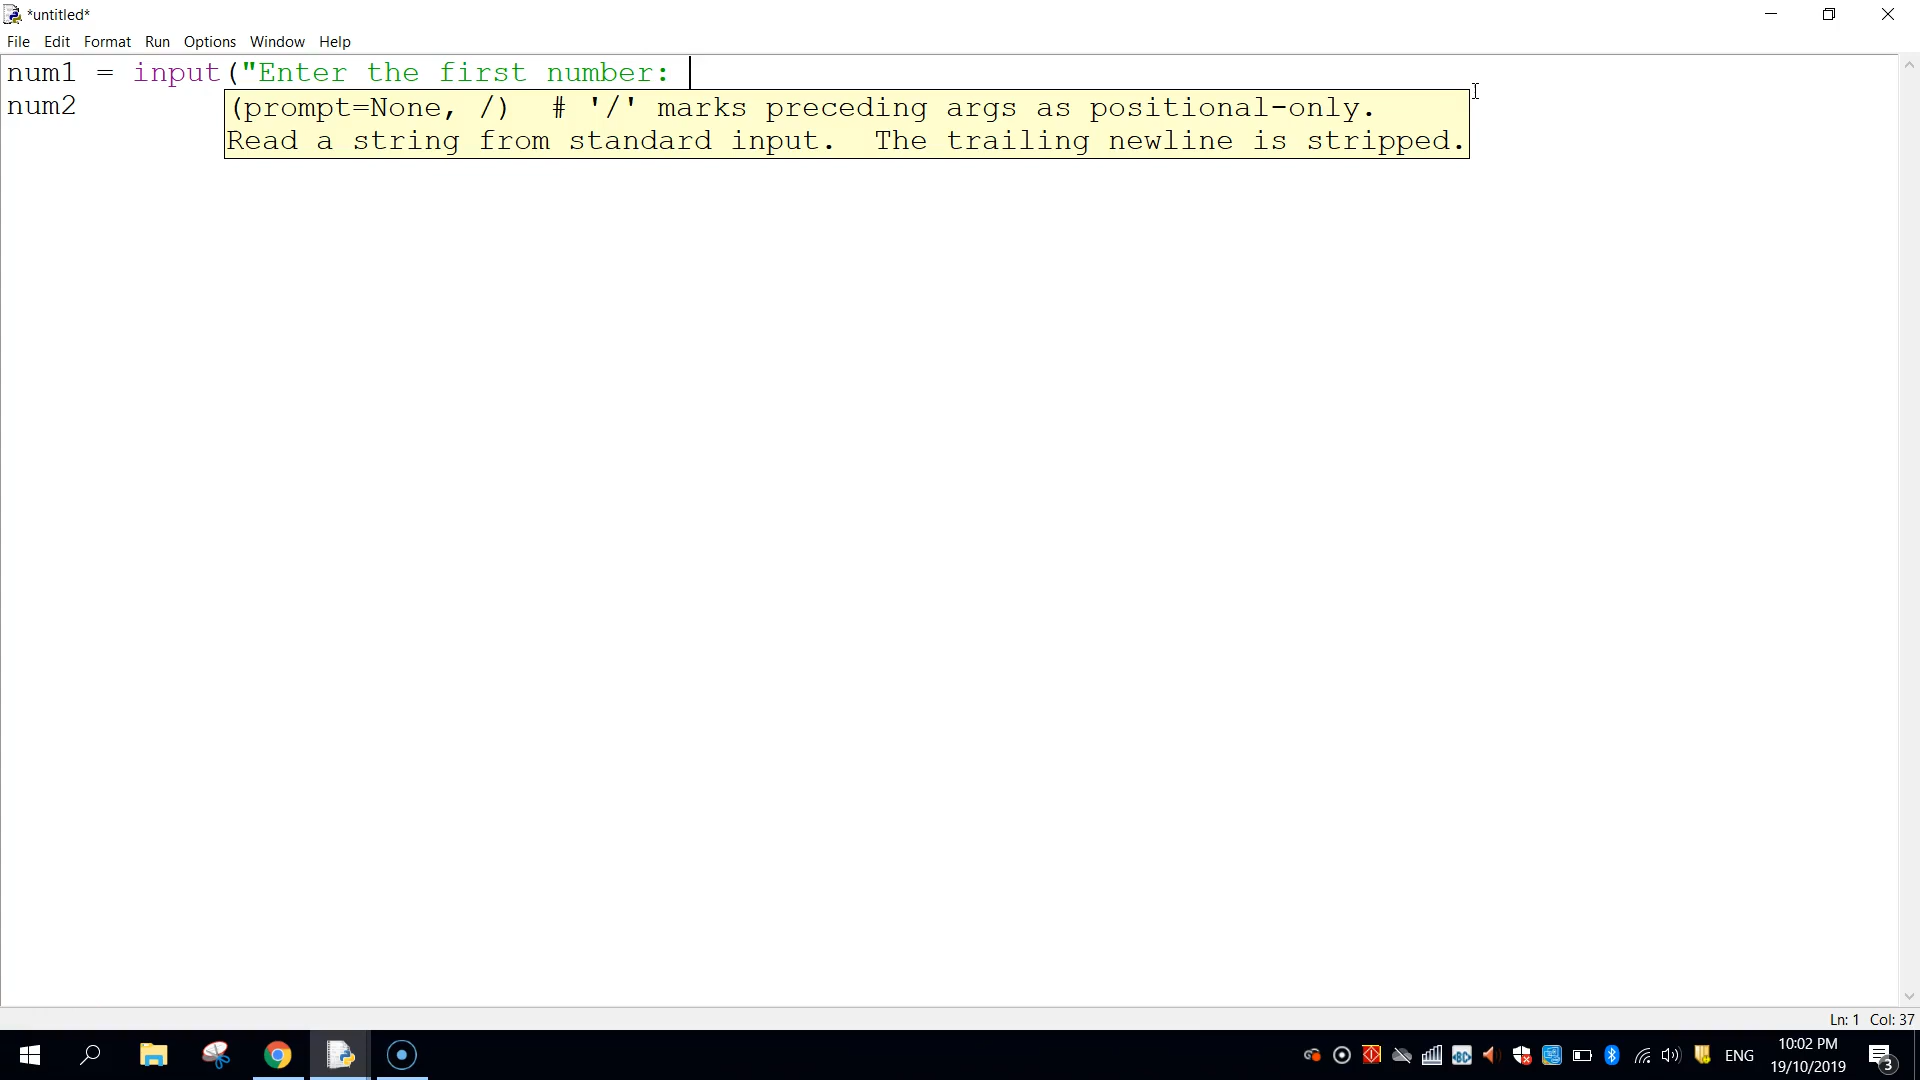 *untitled*
File Edit Format Run Options Window Help
num1 = input("Enter the first number:
num2
(prompt=None, /)  # '/' marks preceding args as positional-only.
Read a string from standard input.  The trailing newline is stripped.
Ln: 1 Col: 37
ENG
10:02 PM
19/10/2019
3